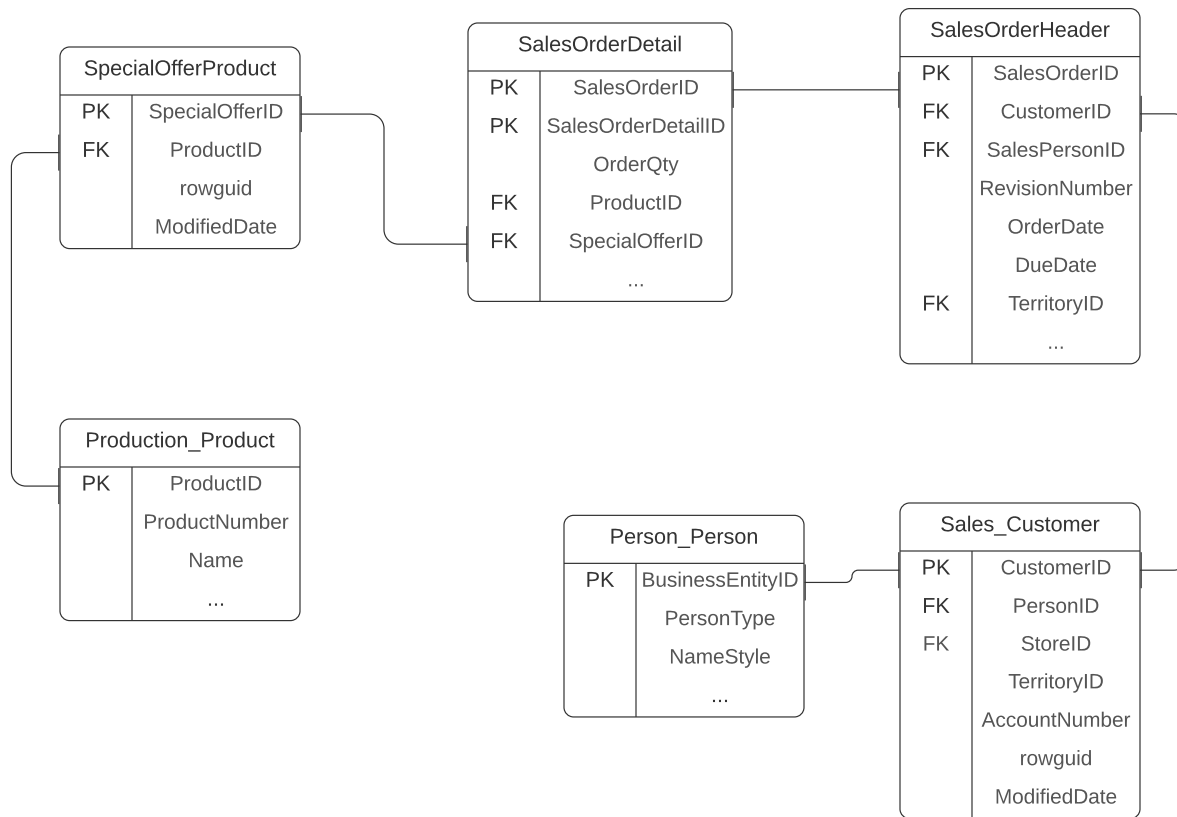 SpecialOfferProduct
PK SpecialOfferID
FK ProductID
rowguid
ModifiedDate
SalesOrderDetail
PK SalesOrderID
PK SalesOrderDetailID
OrderQty
FK ProductID
FK SpecialOfferID
...
SalesOrderHeader
PK SalesOrderID
FK CustomerID
FK SalesPersonID
RevisionNumber
OrderDate
DueDate
FK TerritoryID
...
Production_Product
PK ProductID
ProductNumber
Name
...
Person_Person
PK BusinessEntityID
PersonType
NameStyle
...
Sales_Customer
PK CustomerID
FK PersonID
FK StoreID
TerritoryID
AccountNumber
rowguid
ModifiedDate